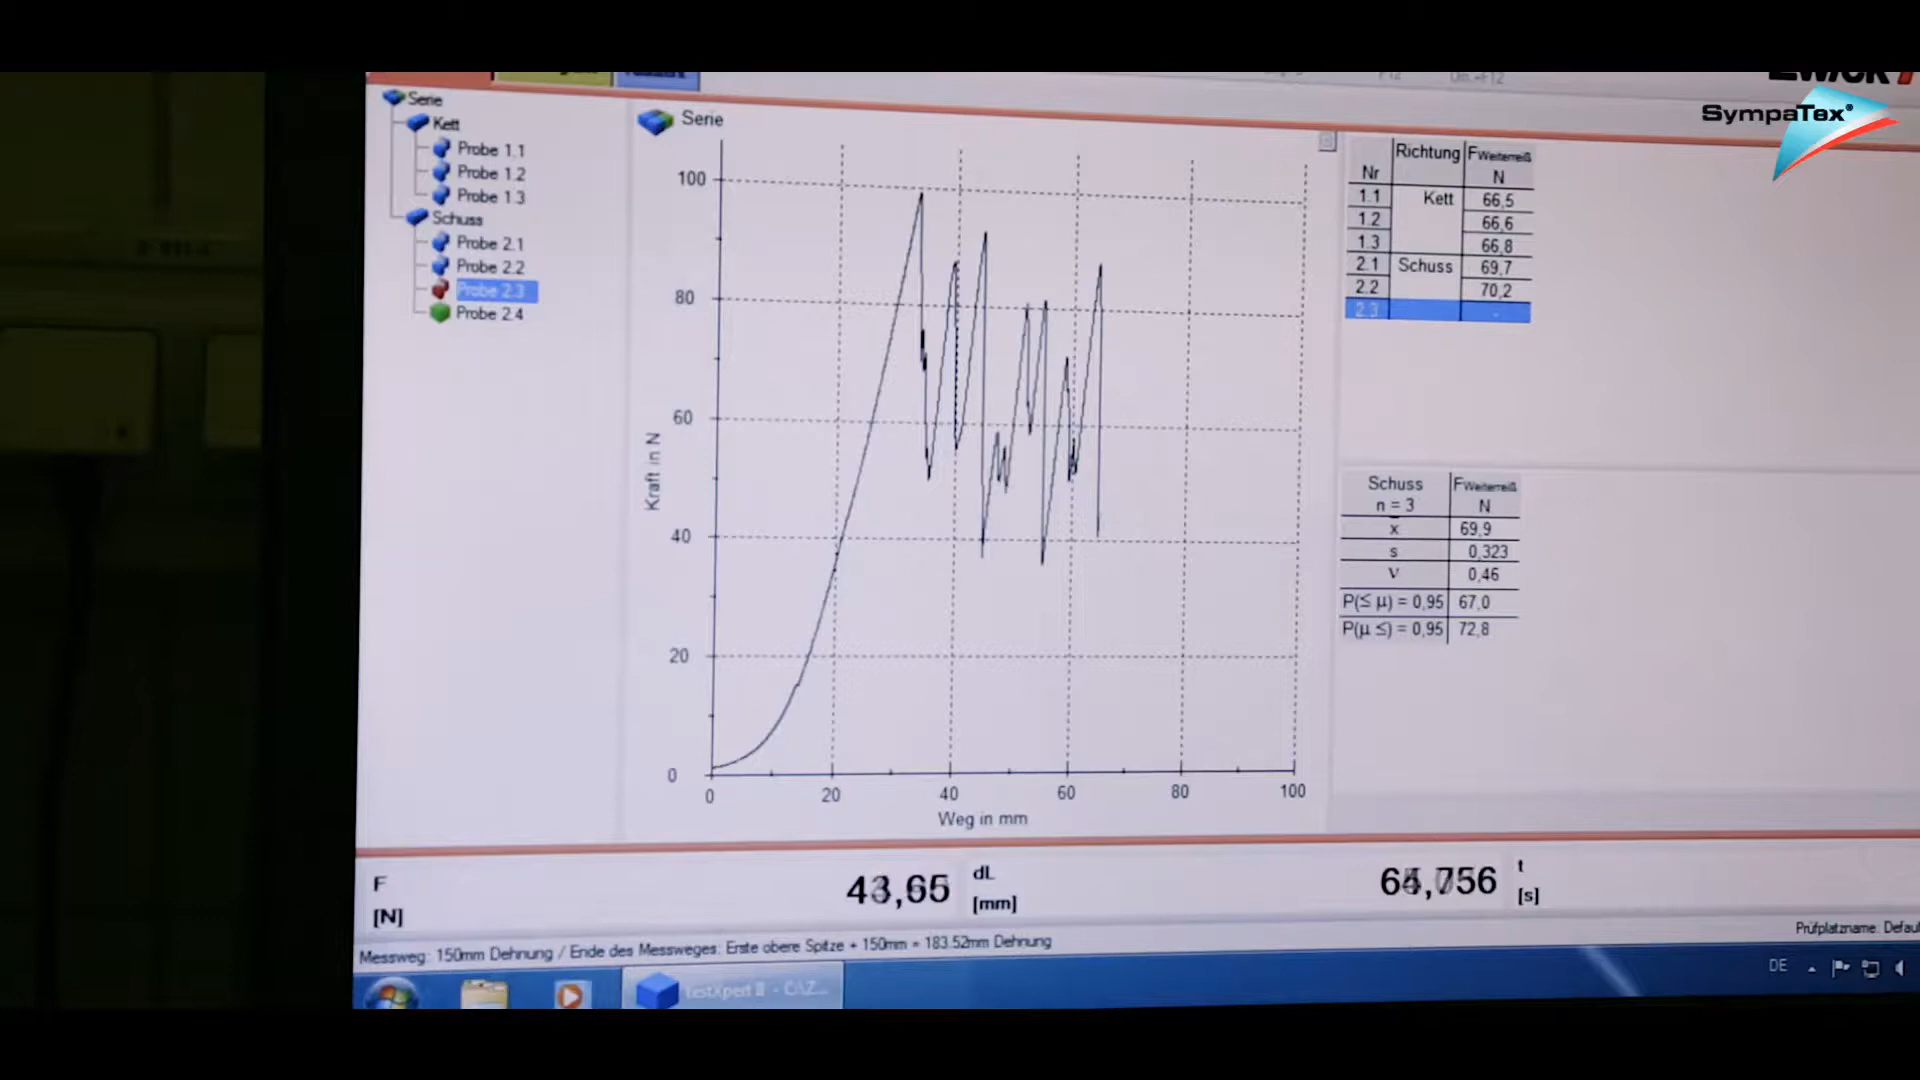 SympaTex®
Serie
Kett
Probe 1.1
Probe 1.2
Probe 1.3
Schuss
Probe 2.1
Probe 2.2
Probe 2.3
Probe 2.4
Serie
100
80
60
40
20
0
Kraft in N
0 20 40 60 80 100
Weg in mm
Nr Richtung FWeiterreiß N
1.1 Kett 66,5
1.2 66,6
1.3 66,8
2.1 Schuss 69,7
2.2 70,2
2.3 -
Schuss n = 3 FWeiterreiß N
x 69,9
s 0,323
V 0,46
P(≤ µ) = 0,95 67,0
P(µ ≤) = 0,95 72,8
F [N]
dL [mm]
t [s]
Prüfplatzname:
Messweg: 150mm Dehnung / Ende des Messweges: Erste obere Spitze + 150mm = 183.52mm Dehnung
testXpert II - C:\Z...
DE